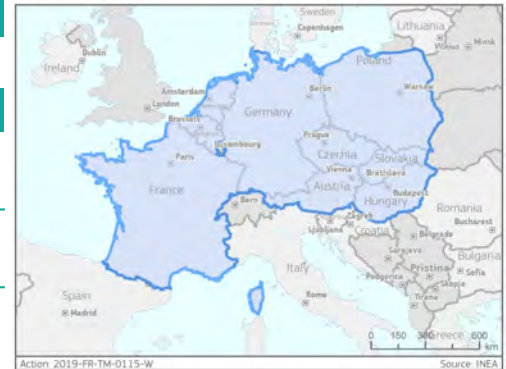 Sweden
Copenhagen
Lithuania
Vilnius
Minsk
Dublin
Ireland
Poland
Amsterdam
London
Berlin
Warsaw
Germany
Brussels
Luxembourg
Prague
Czechia
Slovakia
Paris
Vienna
Bratislava
Austria
Budapest
Hungary
France
Bern
Romania
Bucharest
Ljubljana
Zagreb
Croatia
Belgrade
Sarajevo
Italy
Bulgaria
Pristina
Sofia
Podgorica
Skopje
Spain
Madrid
Rome
Tirana
Greece
0 150 300 600
km
Action: 2019-FR-TM-0115-W
Source: INEA